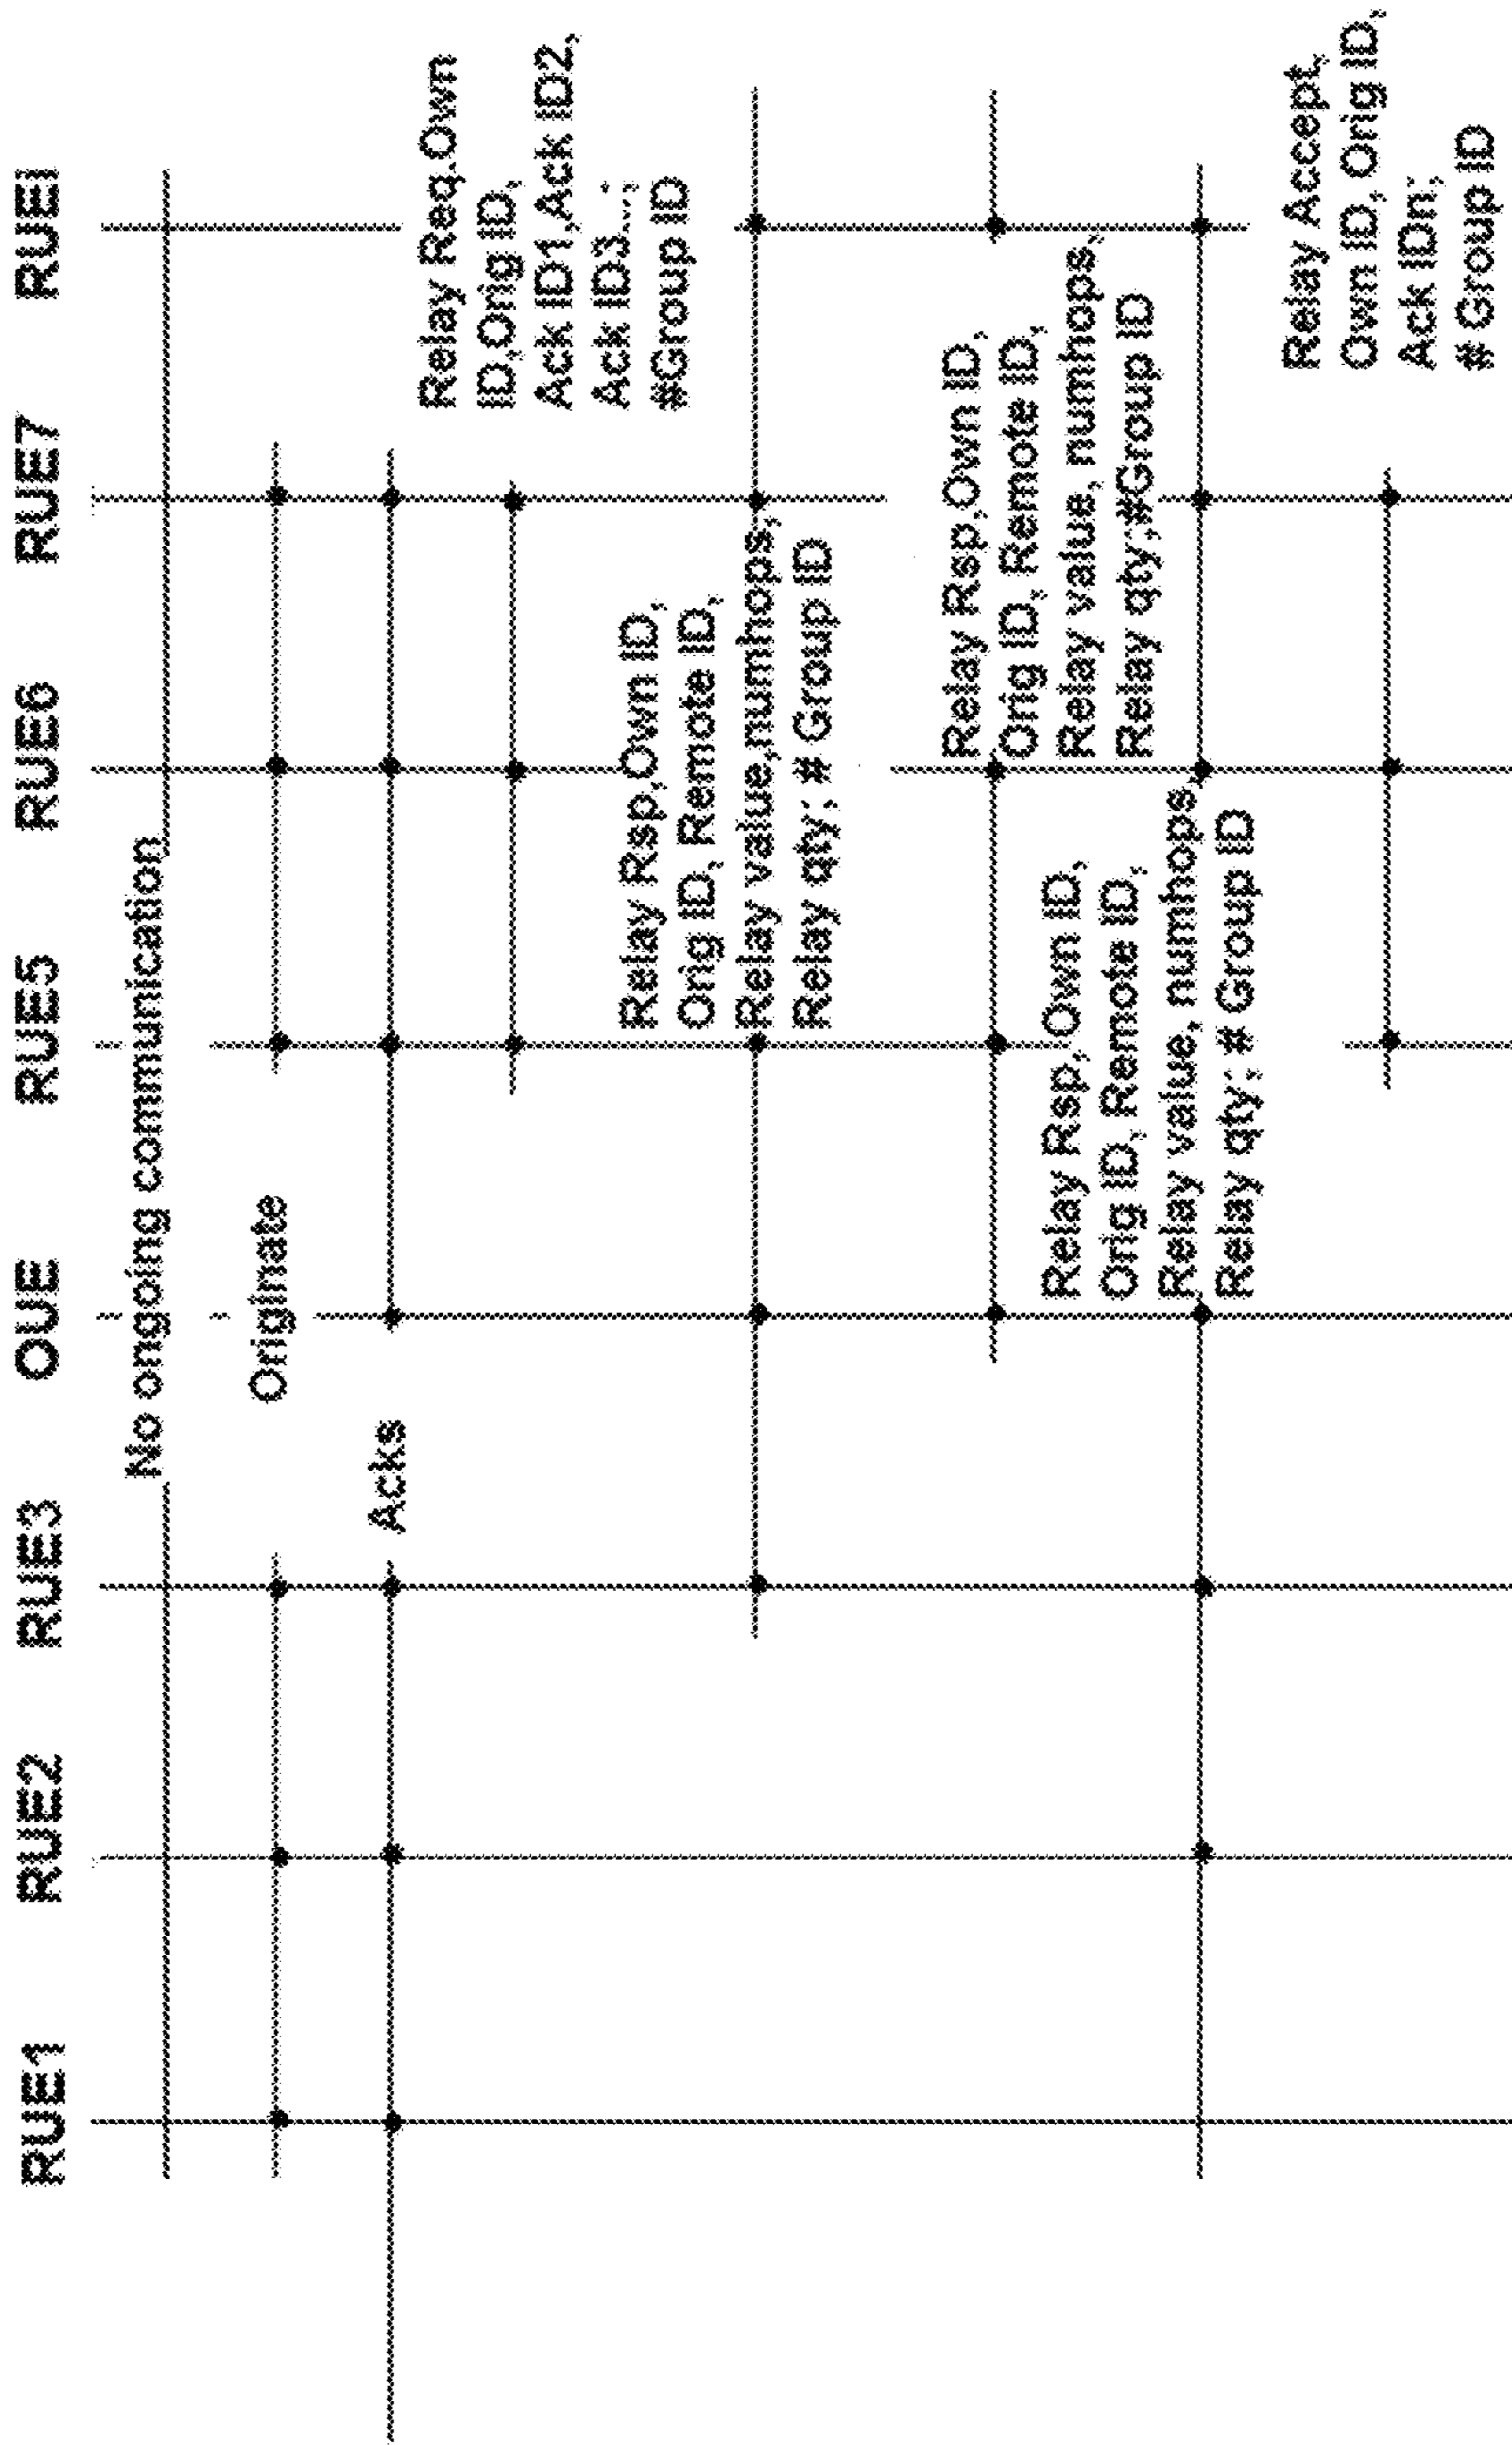 RUE1 RUE2 RUE3 OUE RUE5 RUE6 RUE7 RUEi
No ongoing communication
Originate
Acks
Relay Req.Own
ID,Orig ID,
Ack ID1,Ack ID2,
Ack ID3...;
#Group ID
Relay Rsp,Own ID,
Orig ID, Remote ID,
Relay value,numhops,
Relay qty; # Group ID
Relay Rsp,Own ID,
Orig ID, Remote ID,
Relay value, numhops,
Relay qty;#Group ID
Relay Rsp, Own ID,
Orig ID, Remote ID,
Relay value, numhops,
Relay qty; # Group ID
Relay Accept,
Own ID, Orig ID,
Ack IDn;
# Group ID